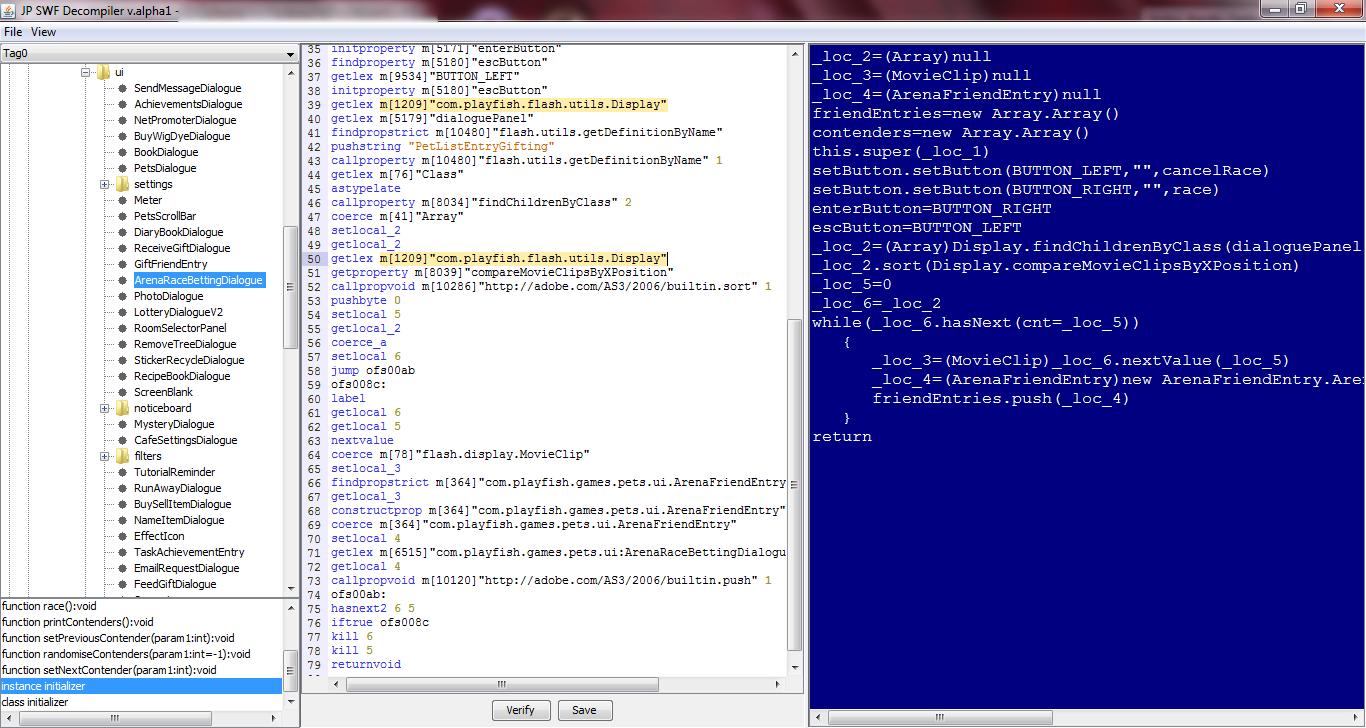 JP SWF Decompiler v.alpha1 -
File View
Tag0
ui
SendMessageDialogue
AchievementsDialogue
NetPromoterDialogue
BuyWigDyeDialogue
BookDialogue
PetsDialogue
settings
Meter
PetsScrollBar
DiaryBookDialogue
ReceiveGiftDialogue
GiftFriendEntry
ArenaRaceBettingDialogue
PhotoDialogue
LotteryDialogueV2
RoomSelectorPanel
RemoveTreeDialogue
StickerRecycleDialogue
RecipeBookDialogue
ScreenBlank
noticeboard
MysteryDialogue
CafeSettingsDialogue
filters
TutorialReminder
RunAwayDialogue
BuySellItemDialogue
NameItemDialogue
EffectIcon
TaskAchievementEntry
EmailRequestDialogue
FeedGiftDialogue
function race():void
function printContenders():void
function setPreviousContender(param1:int):void
function randomiseContenders(param1:int=-1):void
function setNextContender(param1:int):void
instance initializer
class initializer
35 initproperty m[5171]"enterButton"
36 findproperty m[5180]"escButton"
37 getlex m[9534]"BUTTON_LEFT"
38 initproperty m[5180]"escButton"
39 getlex m[1209]"com.playfish.flash.utils.Display"
40 getlex m[5179]"dialoguePanel"
41 findpropstrict m[10480]"flash.utils.getDefinitionByName"
42 pushstring "PetListEntryGifting"
43 callproperty m[10480]"flash.utils.getDefinitionByName" 1
44 getlex m[76]"Class"
45 astypelate
46 callproperty m[8034]"findChildrenByClass" 2
47 coerce m[41]"Array"
48 setlocal_2
49 getlocal_2
50 getlex m[1209]"com.playfish.flash.utils.Display"
51 getproperty m[8039]"compareMovieClipsByXPosition"
52 callpropvoid m[10286]"http://adobe.com/AS3/2006/builtin.sort" 1
53 pushbyte 0
54 setlocal 5
55 getlocal_2
56 coerce_a
57 setlocal 6
58 jump ofs00ab
59 ofs008c:
60 label
61 getlocal 6
62 getlocal 5
63 nextvalue
64 coerce m[78]"flash.display.MovieClip"
65 setlocal_3
66 findpropstrict m[364]"com.playfish.games.pets.ui.ArenaFriendEntry
67 getlocal_3
68 constructprop m[364]"com.playfish.games.pets.ui.ArenaFriendEntry"
69 coerce m[364]"com.playfish.games.pets.ui.ArenaFriendEntry"
70 setlocal 4
71 getlex m[6515]"com.playfish.games.pets.ui:ArenaRaceBettingDialogu
72 getlocal 4
73 callpropvoid m[10120]"http://adobe.com/AS3/2006/builtin.push" 1
74 ofs00ab:
75 hasnext2 6 5
76 iftrue ofs008c
77 kill 6
78 kill 5
79 returnvoid
Verify Save
_loc_2=(Array)null
_loc_3=(MovieClip)null
_loc_4=(ArenaFriendEntry)null
friendEntries=new Array.Array()
contenders=new Array.Array()
this.super(_loc_1)
setButton.setButton(BUTTON_LEFT,"",cancelRace)
setButton.setButton(BUTTON_RIGHT,"",race)
enterButton=BUTTON_RIGHT
escButton=BUTTON_LEFT
_loc_2=(Array)Display.findChildrenByClass(dialoguePanel
_loc_2.sort(Display.compareMovieClipsByXPosition)
_loc_5=0
_loc_6=_loc_2
while(_loc_6.hasNext(cnt=_loc_5))
{
_loc_3=(MovieClip)_loc_6.nextValue(_loc_5)
_loc_4=(ArenaFriendEntry)new ArenaFriendEntry.Are
friendEntries.push(_loc_4)
}
return